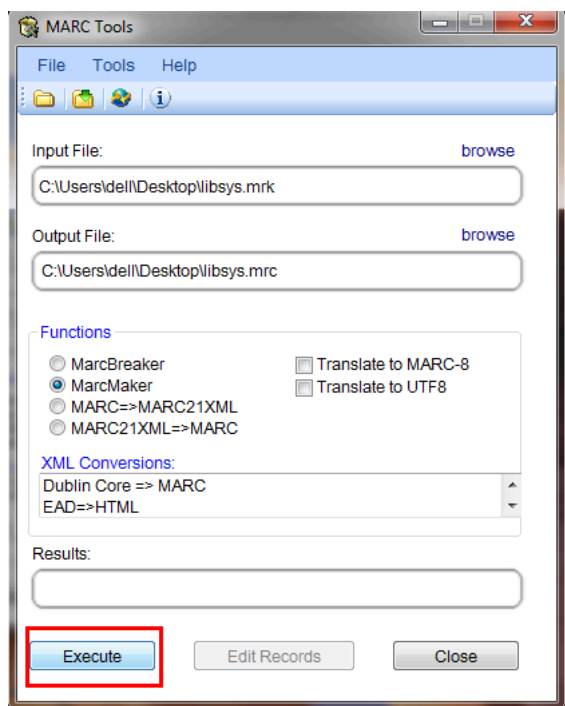 MARC Tools
File Tools Help
Input File: browse
C:\Users\dell\Desktop\libsys.mrk
Output File: browse
C:\Users\dell\Desktop\libsys.mrc
Functions
MarcBreaker Translate to MARC-8
MarcMaker Translate to UTF8
MARC=>MARC21XML
MARC21XML=>MARC
XML Conversions:
Dublin Core => MARC
EAD=>HTML
Results:
Execute Edit Records Close